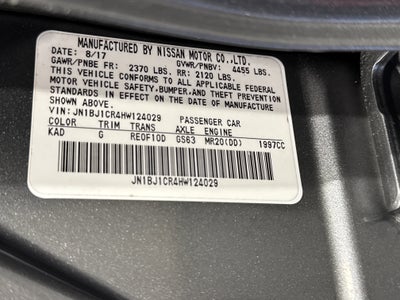 MANUFACTURED BY NISSAN MOTOR CO.,LTD.
DATE: 8/17 GVWR/PNBV: 4455 LBS.
GAWR/PNBE FR: 2370 LBS. RR: 2120 LBS.
THIS VEHICLE CONFORMS TO ALL APPLICABLE
MOTOR VEHICLE SAFETY,BUMPER,AND THEFT PREVENTION
STANDARDS IN EFFECT ON THE DATE OF MANUFACTURE
SHOWN ABOVE.
VIN: JN1BJ1CR4HW124029 PASSENGER CAR
COLOR TRIM TRANS AXLE ENGINE
KAD G RE0F10D GS63 MR20(DD) 1997CC
JN1BJ1CR4HW124029